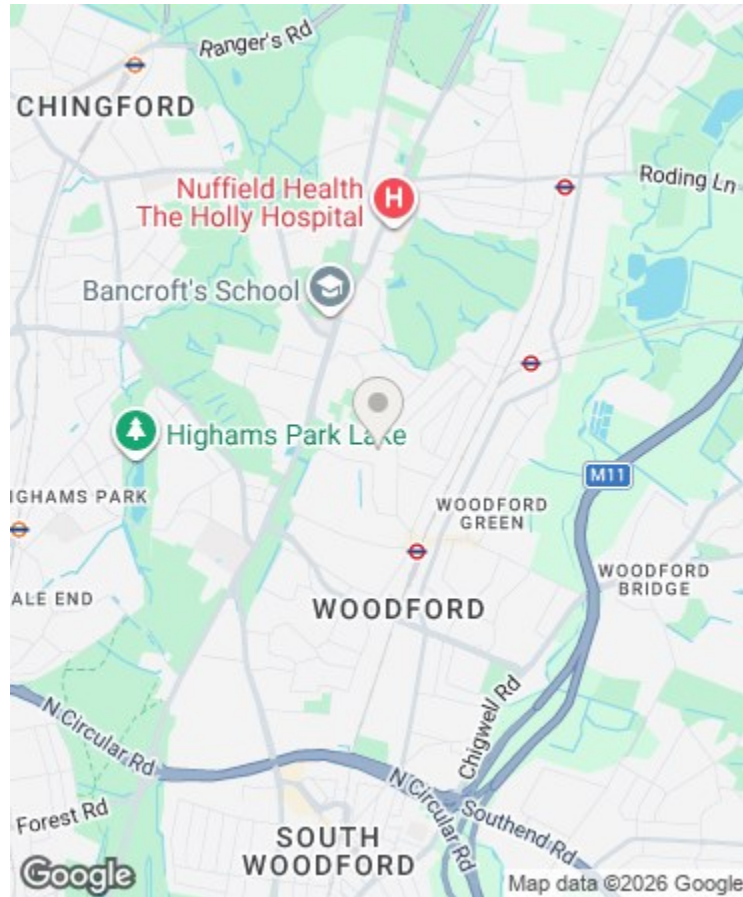 Ranger's Rd
CHINGFORD
Nuffield Health
The Holly Hospital
H
Roding Ln
Bancroft's School
Highams Park Lake
M11
IGHAMS PARK
WOODFORD
GREEN
WOODFORD
BRIDGE
ALE END
WOODFORD
N Circular Rd
Chigwell Rd
N Circular Rd
Southend Rd
Forest Rd
SOUTH
WOODFORD
Google
Map data ©2026 Google